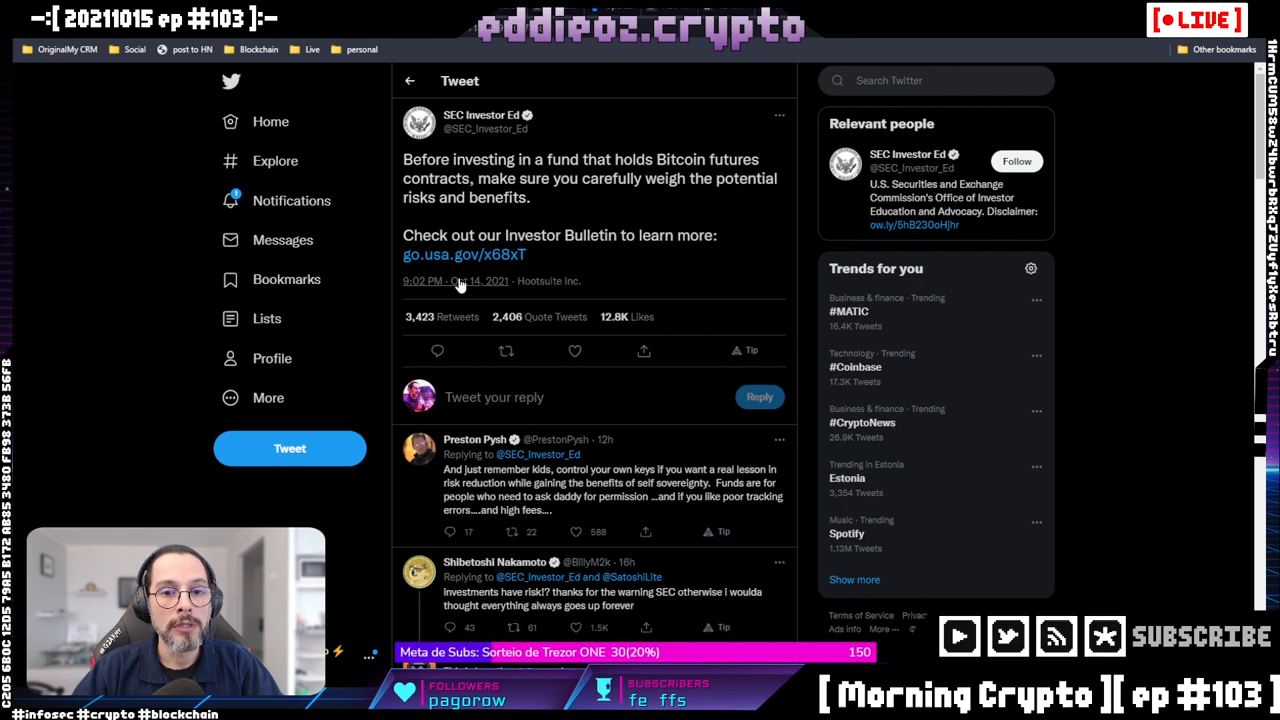 -:[ 20211015 ep #103 ]:-
eddieoz.crypto
[● LIVE]
OriginalMy CRM
Social
post to HN
Blockchain
Live
personal
Other bookmarks
Home
Explore
1
Notifications
Messages
Bookmarks
Lists
Profile
More
Tweet
Tweet
SEC Investor Ed
@SEC_Investor_Ed
Before investing in a fund that holds Bitcoin futures
contracts, make sure you carefully weigh the potential
risks and benefits.
Check out our Investor Bulletin to learn more:
go.usa.gov/x68xT
9:02 PM · Oct 14, 2021 · Hootsuite Inc.
3,423 Retweets 2,406 Quote Tweets 12.8K Likes
Tip
Tweet your reply
Reply
Preston Pysh @PrestonPysh · 12h
Replying to @SEC_Investor_Ed
And just remember kids, control your own keys if you want a real lesson in
risk reduction while gaining the benefits of self sovereignty. Funds are for
people who need to ask daddy for permission ...and if you like poor tracking
errors....and high fees....
17 22 588 Tip
Shibetoshi Nakamoto @BillyM2k · 16h
Replying to @SEC_Investor_Ed and @SatoshiLite
investments have risk!? thanks for the warning SEC otherwise i woulda
thought everything always goes up forever
43 61 1.5K Tip
Search Twitter
Relevant people
SEC Investor Ed
@SEC_Investor_Ed
Follow
U.S. Securities and Exchange
Commission's Office of Investor
Education and Advocacy. Disclaimer:
ow.ly/5hB230oHjhr
Trends for you
Business & finance · Trending
#MATIC
16.4K Tweets
Technology · Trending
#Coinbase
17.3K Tweets
Business & finance · Trending
#CryptoNews
26.9K Tweets
Trending in Estonia
Estonia
3,354 Tweets
Music · Trending
Spotify
1.13M Tweets
Show more
Terms of Service Privac
Ads info More
Meta de Subs: Sorteio de Trezor ONE 30(20%) 150
FOLLOWERS
pagorow
SUBSCRIBERS
fe ffs
SUBSCRIBE
[ Morning Crypto ][ ep #103 ]
#infosec #crypto #blockchain